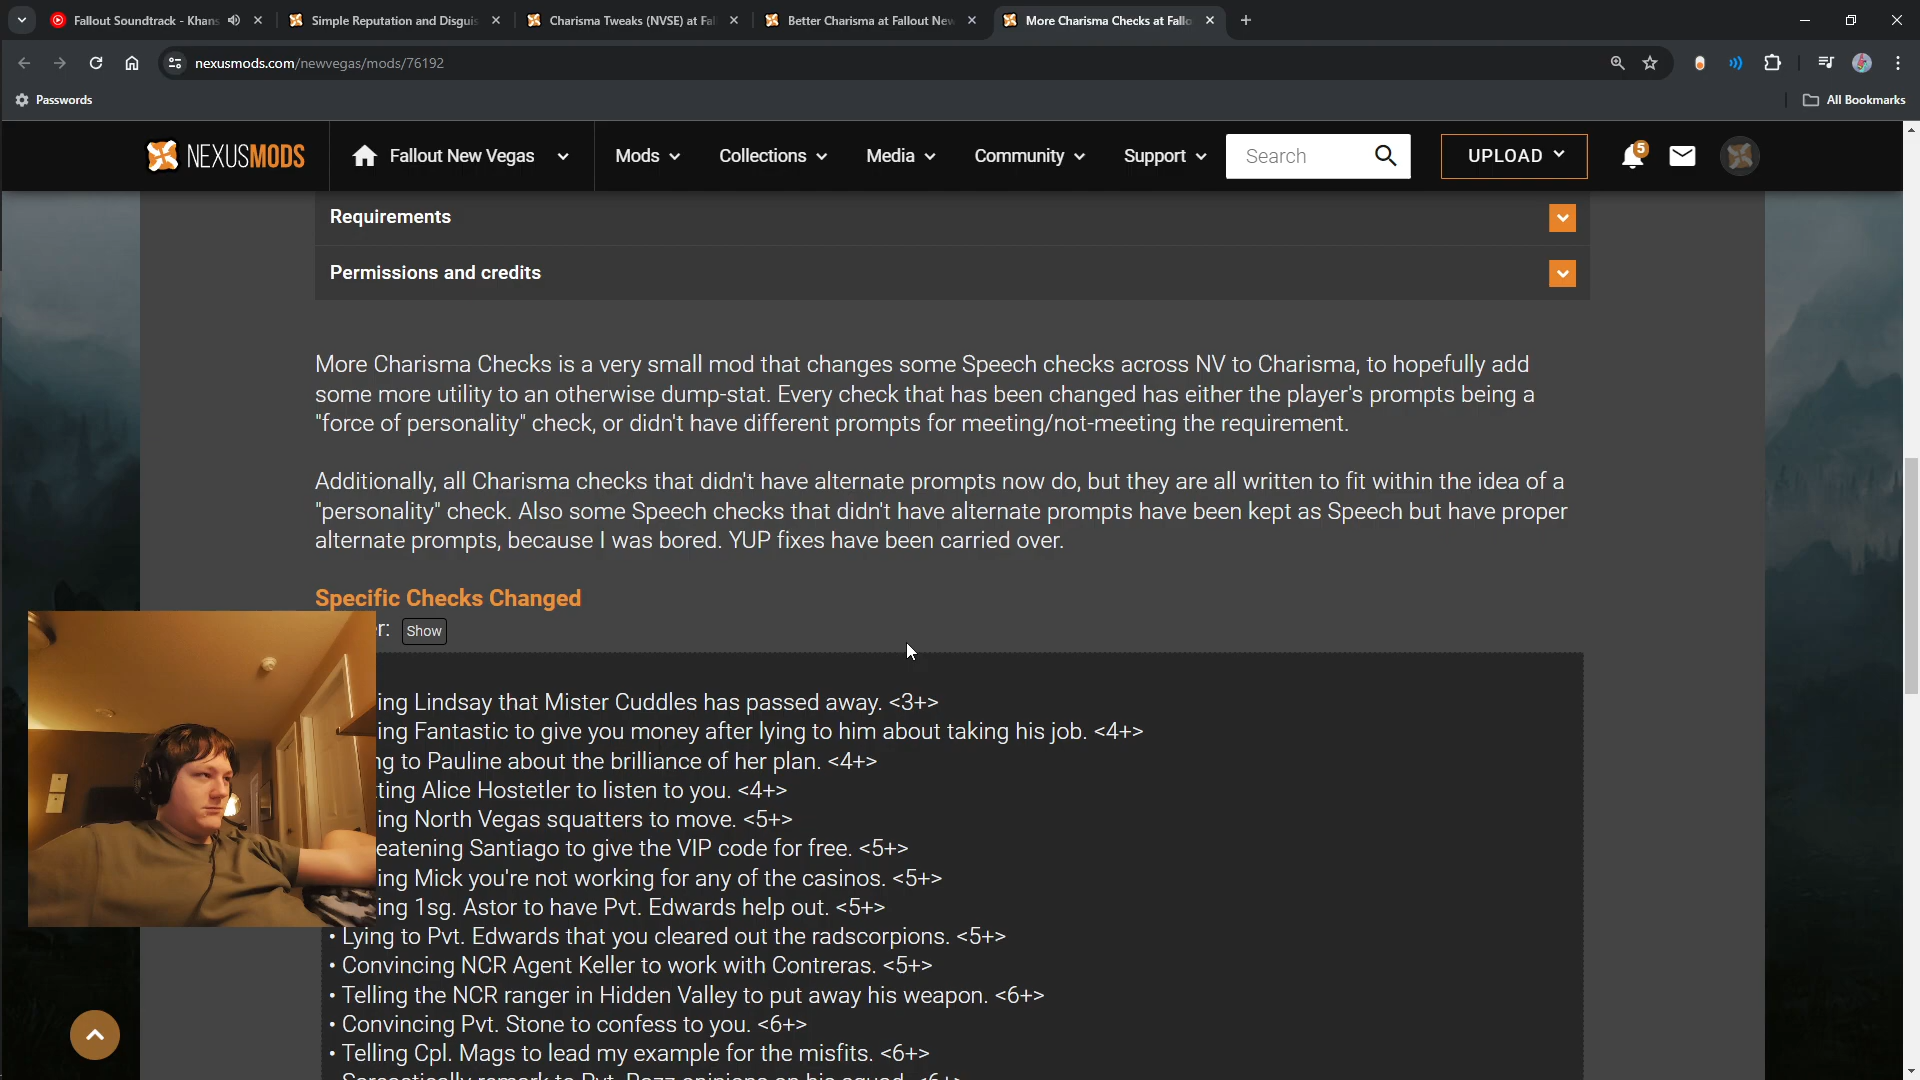 Fallout Soundtrack - Khans
Simple Reputation and Disguis
Charisma Tweaks (NVSE) at Fal
Better Charisma at Fallout New
More Charisma Checks at Fallo
nexusmods.com/newvegas/mods/76192
Passwords
All Bookmarks
NEXUSMODS
Fallout New Vegas
Mods
Collections
Media
Community
Support
Search
UPLOAD
5
Requirements
Permissions and credits
More Charisma Checks is a very small mod that changes some Speech checks across NV to Charisma, to hopefully add
some more utility to an otherwise dump-stat. Every check that has been changed has either the player's prompts being a
"force of personality" check, or didn't have different prompts for meeting/not-meeting the requirement.
Additionally, all Charisma checks that didn't have alternate prompts now do, but they are all written to fit within the idea of a
"personality" check. Also some Speech checks that didn't have alternate prompts have been kept as Speech but have proper
alternate prompts, because I was bored. YUP fixes have been carried over.
Specific Checks Changed
r: Show
ing Lindsay that Mister Cuddles has passed away. <3+>
ing Fantastic to give you money after lying to him about taking his job. <4+>
ng to Pauline about the brilliance of her plan. <4+>
ting Alice Hostetler to listen to you. <4+>
ing North Vegas squatters to move. <5+>
eatening Santiago to give the VIP code for free. <5+>
ing Mick you're not working for any of the casinos. <5+>
ing 1sg. Astor to have Pvt. Edwards help out. <5+>
• Lying to Pvt. Edwards that you cleared out the radscorpions. <5+>
• Convincing NCR Agent Keller to work with Contreras. <5+>
• Telling the NCR ranger in Hidden Valley to put away his weapon. <6+>
• Convincing Pvt. Stone to confess to you. <6+>
• Telling Cpl. Mags to lead my example for the misfits. <6+>